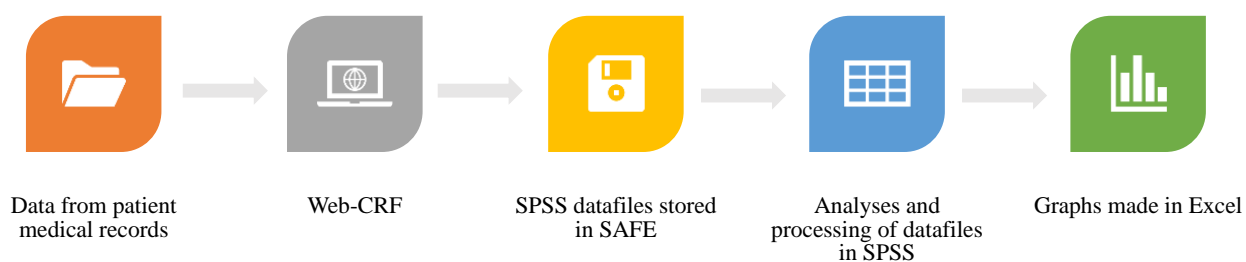 Data from patient
medical records
Web-CRF
SPSS datafiles stored
in SAFE
Analyses and
processing of datafiles
in SPSS
Graphs made in Excel